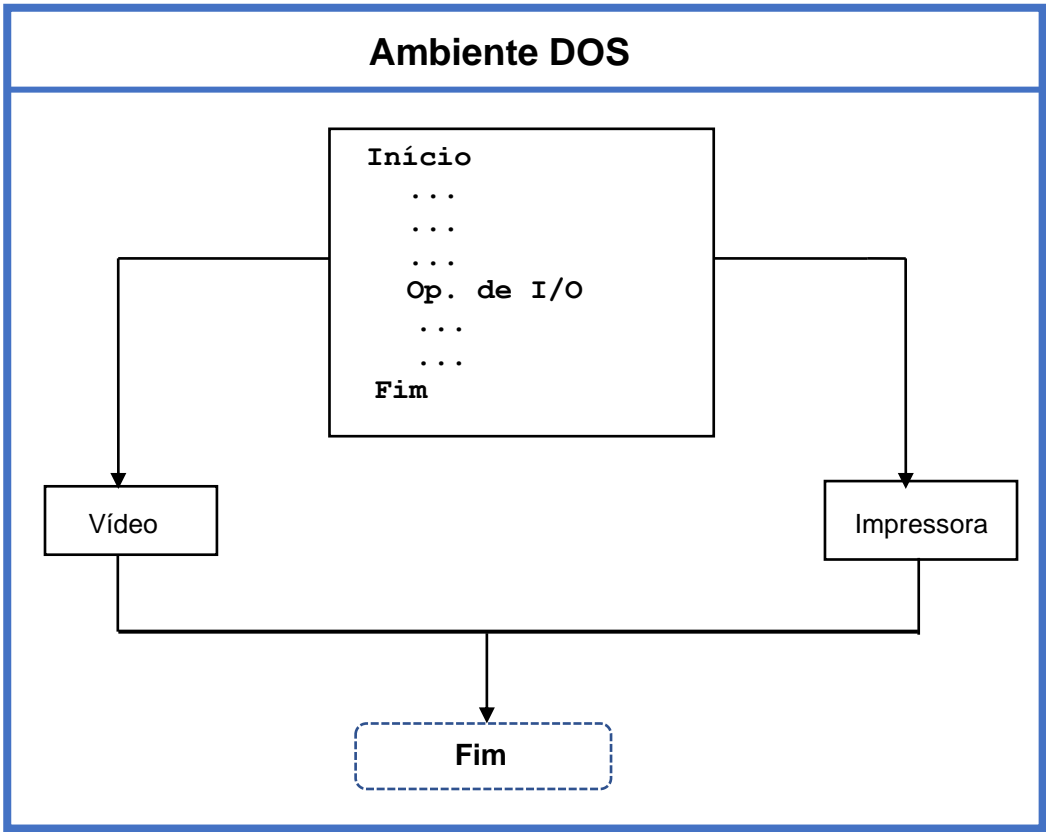 Ambiente DOS
Início
...
...
...
Op. de I/O
...
...
Fim
Vídeo
Impressora
Fim